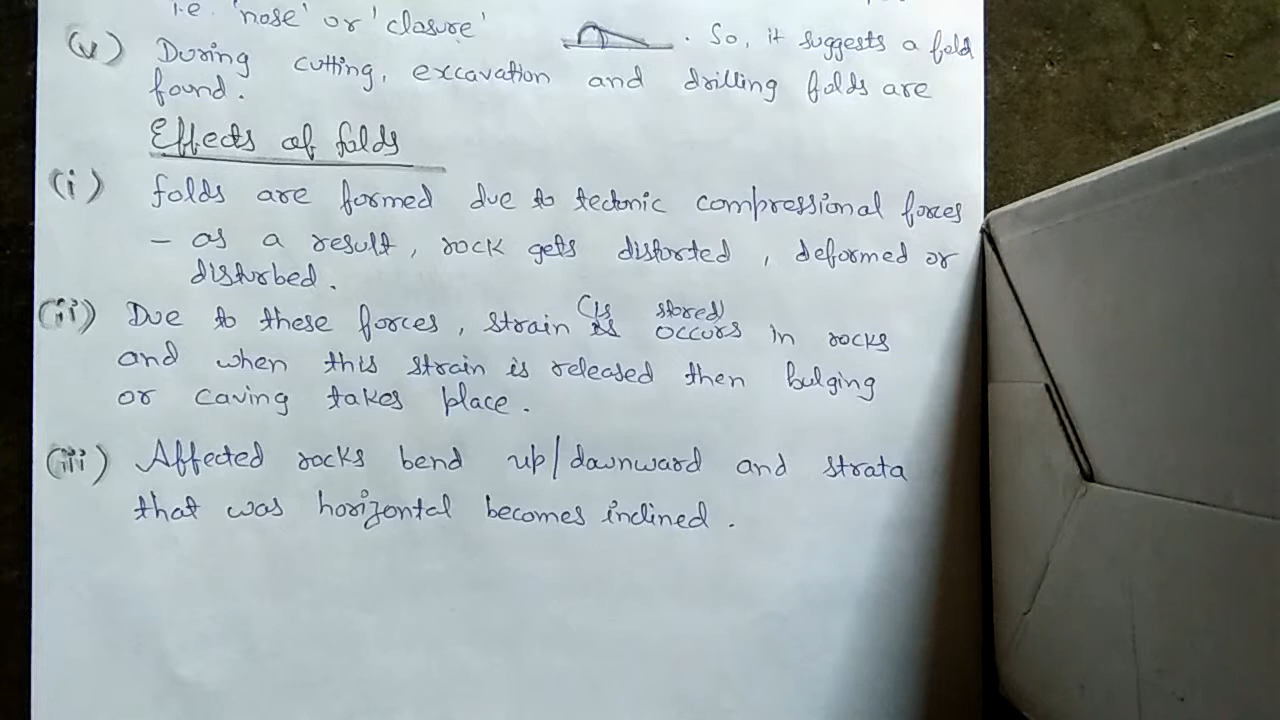 i.e. 'nose' or 'closure' . So, it suggests a fold
(v) During cutting, excavation and drilling folds are
found.
Effects of folds
(i) folds are formed due to tectonic compressional forces
- as a result, rock gets distorted, deformed or
disturbed.
(is stored)
(ii) Due to these forces, strain is occurs in rocks
and when this strain is released then bulging
or caving takes place.
(iii) Affected rocks bend up/downward and strata
that was horizontal becomes inclined.